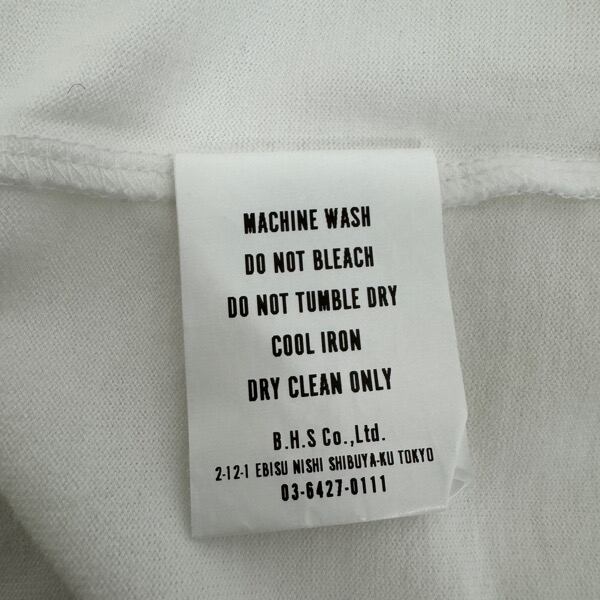 MACHINE WASH
DO NOT BLEACH
DO NOT TUMBLE DRY
COOL IRON
DRY CLEAN ONLY
B.H.S Co.,Ltd.
2-12-1 EBISU NISHI SHIBUYA-KU TOKYO
03-6427-0111